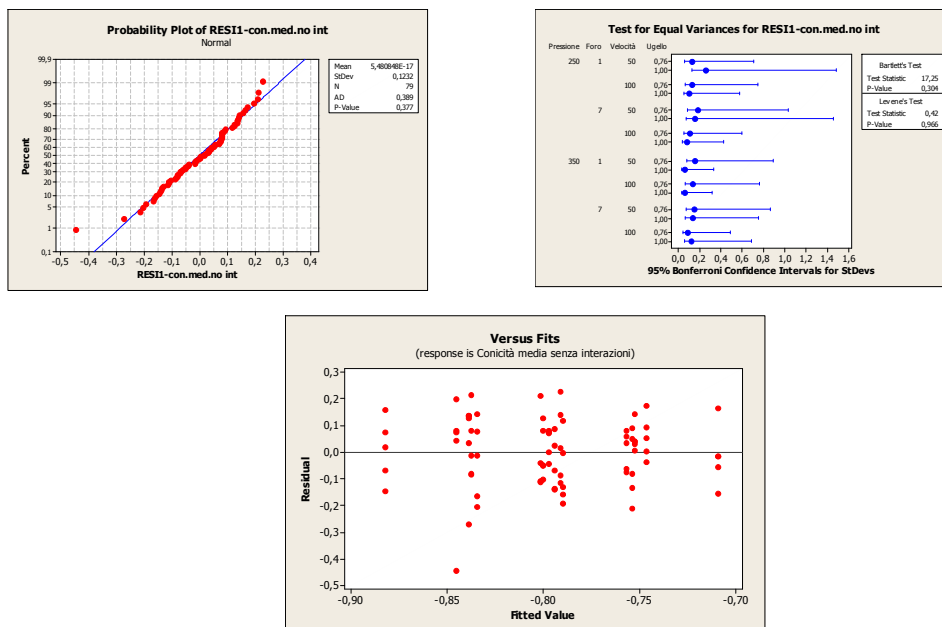 Probability Plot of RESI1-con.med.no int
Normal
Percent
99,9
99
95
90
80
70
60
50
40
30
20
10
5
1
0,1
-0,5 -0,4 -0,3 -0,2 -0,1 0,0 0,1 0,2 0,3 0,4
RESI1-con.med.no int
Mean 5,480848E-17
StDev 0,1232
N 79
AD 0,389
P-Value 0,377
Test for Equal Variances for RESI1-con.med.no int
Pressione Foro Velocità Ugello
250 1 50 0,76
1,00
100 0,76
1,00
7 50 0,76
1,00
100 0,76
1,00
350 1 50 0,76
1,00
100 0,76
1,00
7 50 0,76
1,00
100 0,76
1,00
0,0 0,2 0,4 0,6 0,8 1,0 1,2 1,4 1,6
95% Bonferroni Confidence Intervals for StDevs
Bartlett's Test
Test Statistic 17,25
P-Value 0,304
Levene's Test
Test Statistic 0,42
P-Value 0,966
Versus Fits
(response is Conicità media senza interazioni)
Residual
0,3
0,2
0,1
0,0
-0,1
-0,2
-0,3
-0,4
-0,5
-0,90 -0,85 -0,80 -0,75 -0,70
Fitted Value